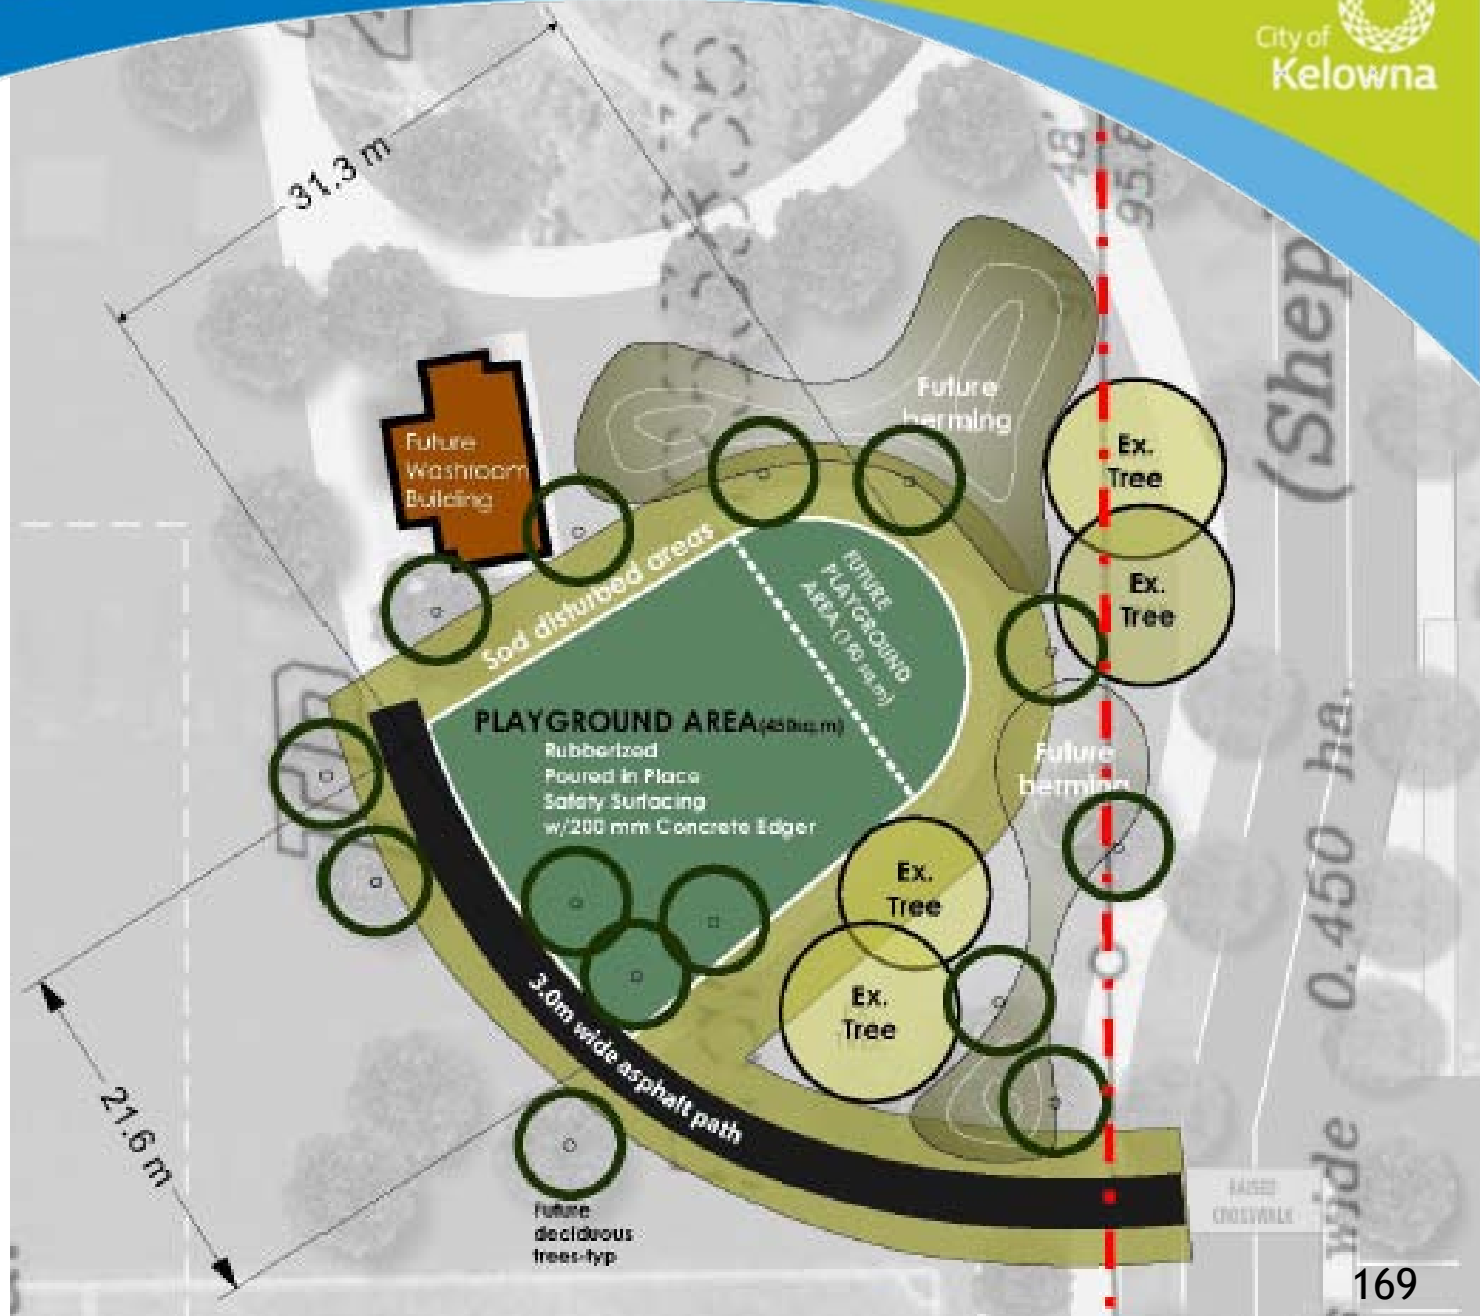 City of
Kelowna
48'
31.3 m
(Shep
Future
berming
Future
Washroom
Building
Ex.
Tree
Ex.
Tree
Sod disturbed areas
FUTURE
PLAYGROUND
AREA
PLAYGROUND AREA
Rubberized
Poured in Place
Safety Surfacing
w/200 mm Concrete Edger
Future
berming
Ex.
Tree
Ex.
Tree
0.450 ha.
3.0m wide asphalt path
21.6 m
Future
deciduous
trees-typ
RAISED
CROSSWALK
wide
169